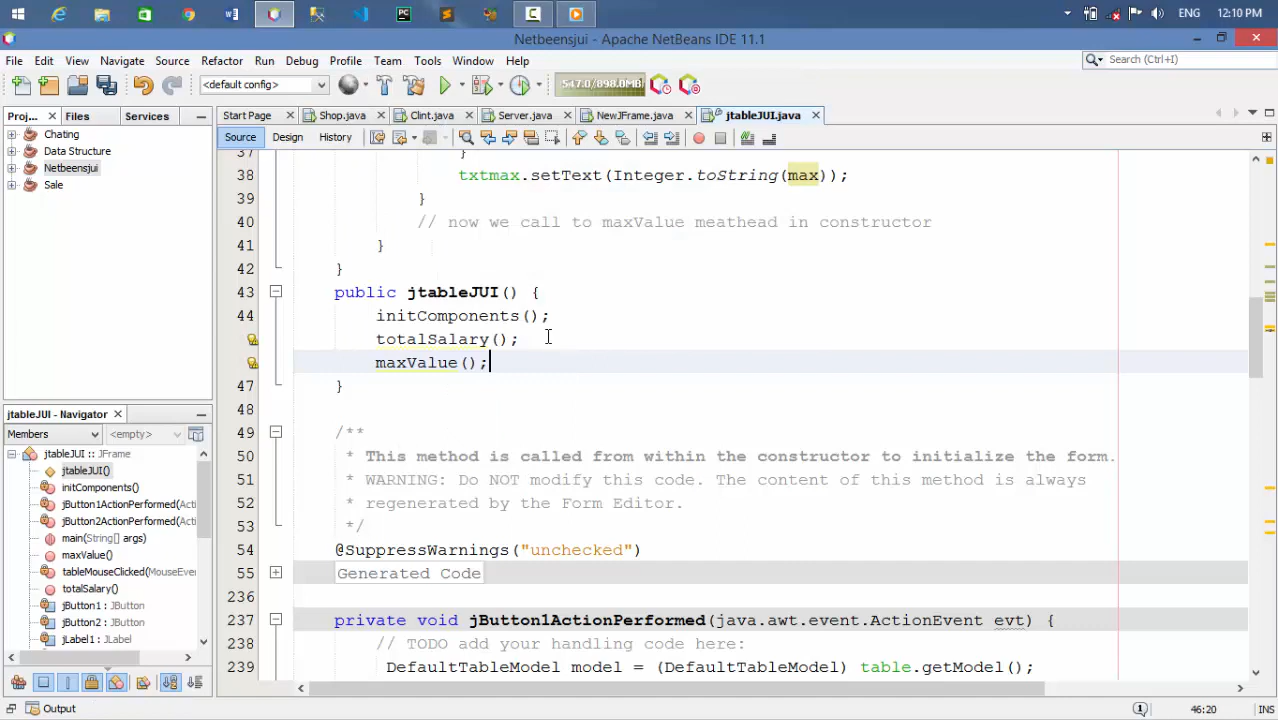 ENG
12:10 PM
Netbeensjui - Apache NetBeans IDE 11.1
File Edit View Navigate Source Refactor Run Debug Profile Team Tools Window Help
Search (Ctrl+I)
<default config>
547.0/898.0MB
Proj...
Files
Services
Start Page
Shop.java
Clint.java
Server.java
NewJFrame.java
jtableJUI.java
Chating
Data Structure
Netbeensjui
Sale
Source
Design
History
37 }
38 txtmax.setText(Integer.toString(max));
39 }
40 // now we call to maxValue meathead in constructor
41 }
42 }
43 public jtableJUI() {
44 initComponents();
totalSalary();
maxValue();
47 }
48
49 /**
50 * This method is called from within the constructor to initialize the form.
51 * WARNING: Do NOT modify this code. The content of this method is always
52 * regenerated by the Form Editor.
53 */
54 @SuppressWarnings("unchecked")
55 Generated Code
236
237 private void jButton1ActionPerformed(java.awt.event.ActionEvent evt) {
238 // TODO add your handling code here:
239 DefaultTableModel model = (DefaultTableModel) table.getModel();
jtableJUI - Navigator
Members
<empty>
jtableJUI :: JFrame
jtableJUI()
initComponents()
jButton1ActionPerformed(Acti
jButton2ActionPerformed(Acti
main(String[] args)
maxValue()
tableMouseClicked(MouseEve
totalSalary()
jButton1 : JButton
jButton2 : JButton
jLabel1 : JLabel
Output
1
46:20
INS